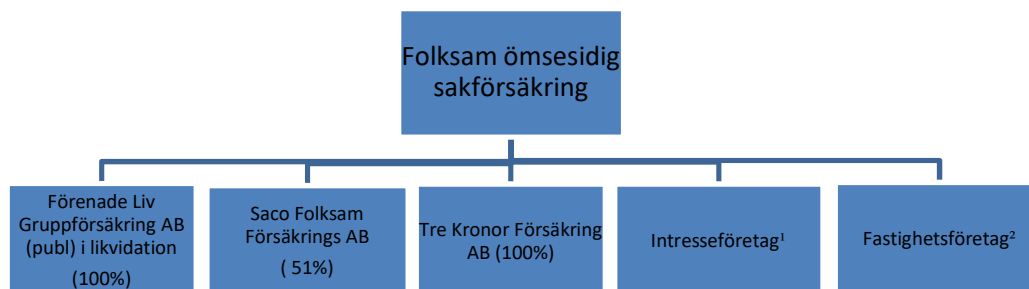 Folksam ömsesidig
sakförsäkring
Förenade Liv
Gruppförsäkring AB
(publ) i likvidation
(100%)
Saco Folksam
Försäkrings AB
( 51%)
Tre Kronor Försäkring
AB (100%)
Intresseföretag¹
Fastighetsföretag²